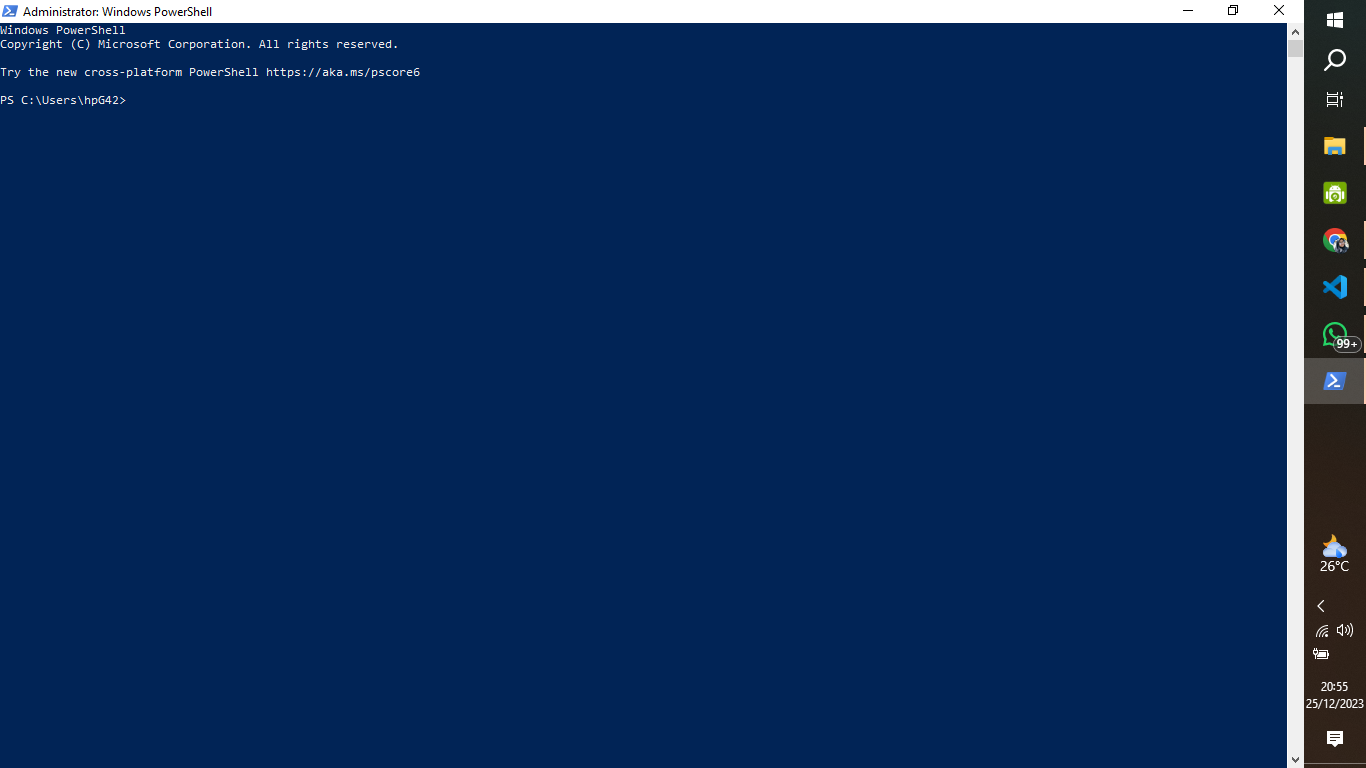 Administrator: Windows PowerShell
Windows PowerShell
Copyright (C) Microsoft Corporation. All rights reserved.
Try the new cross-platform PowerShell https://aka.ms/pscore6
PS C:\Users\hpG42>
99+
26°C
20:55
25/12/2023